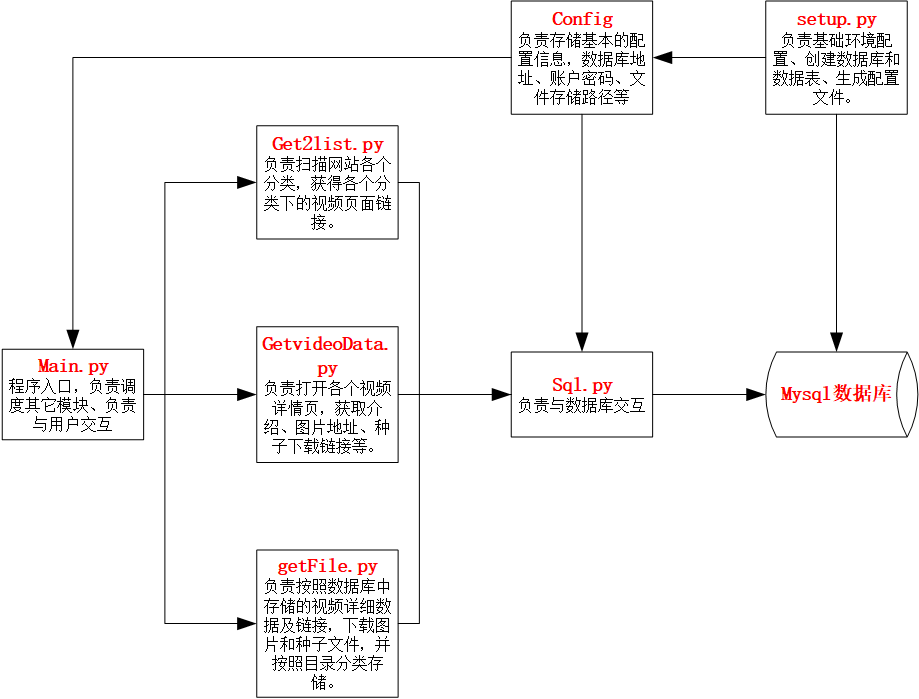 Config
负责存储基本的配
置信息，数据库地
址、账户密码、文
件存储路径等
setup.py
负责基础环境配
置、创建数据库和
数据表、生成配置
文件。
Get2list.py
负责扫描网站各个
分类，获得各个分
类下的视频页面链
接。
Main.py
程序入口，负责调
度其它模块、负责
与用户交互
GetvideoData.
py
负责打开各个视频
详情页，获取介
绍、图片地址、种
子下载链接等。
Sql.py
负责与数据库交互
Mysql数据库
getFile.py
负责按照数据库中
存储的视频详细数
据及链接，下载图
片和种子文件，并
按照目录分类存
储。